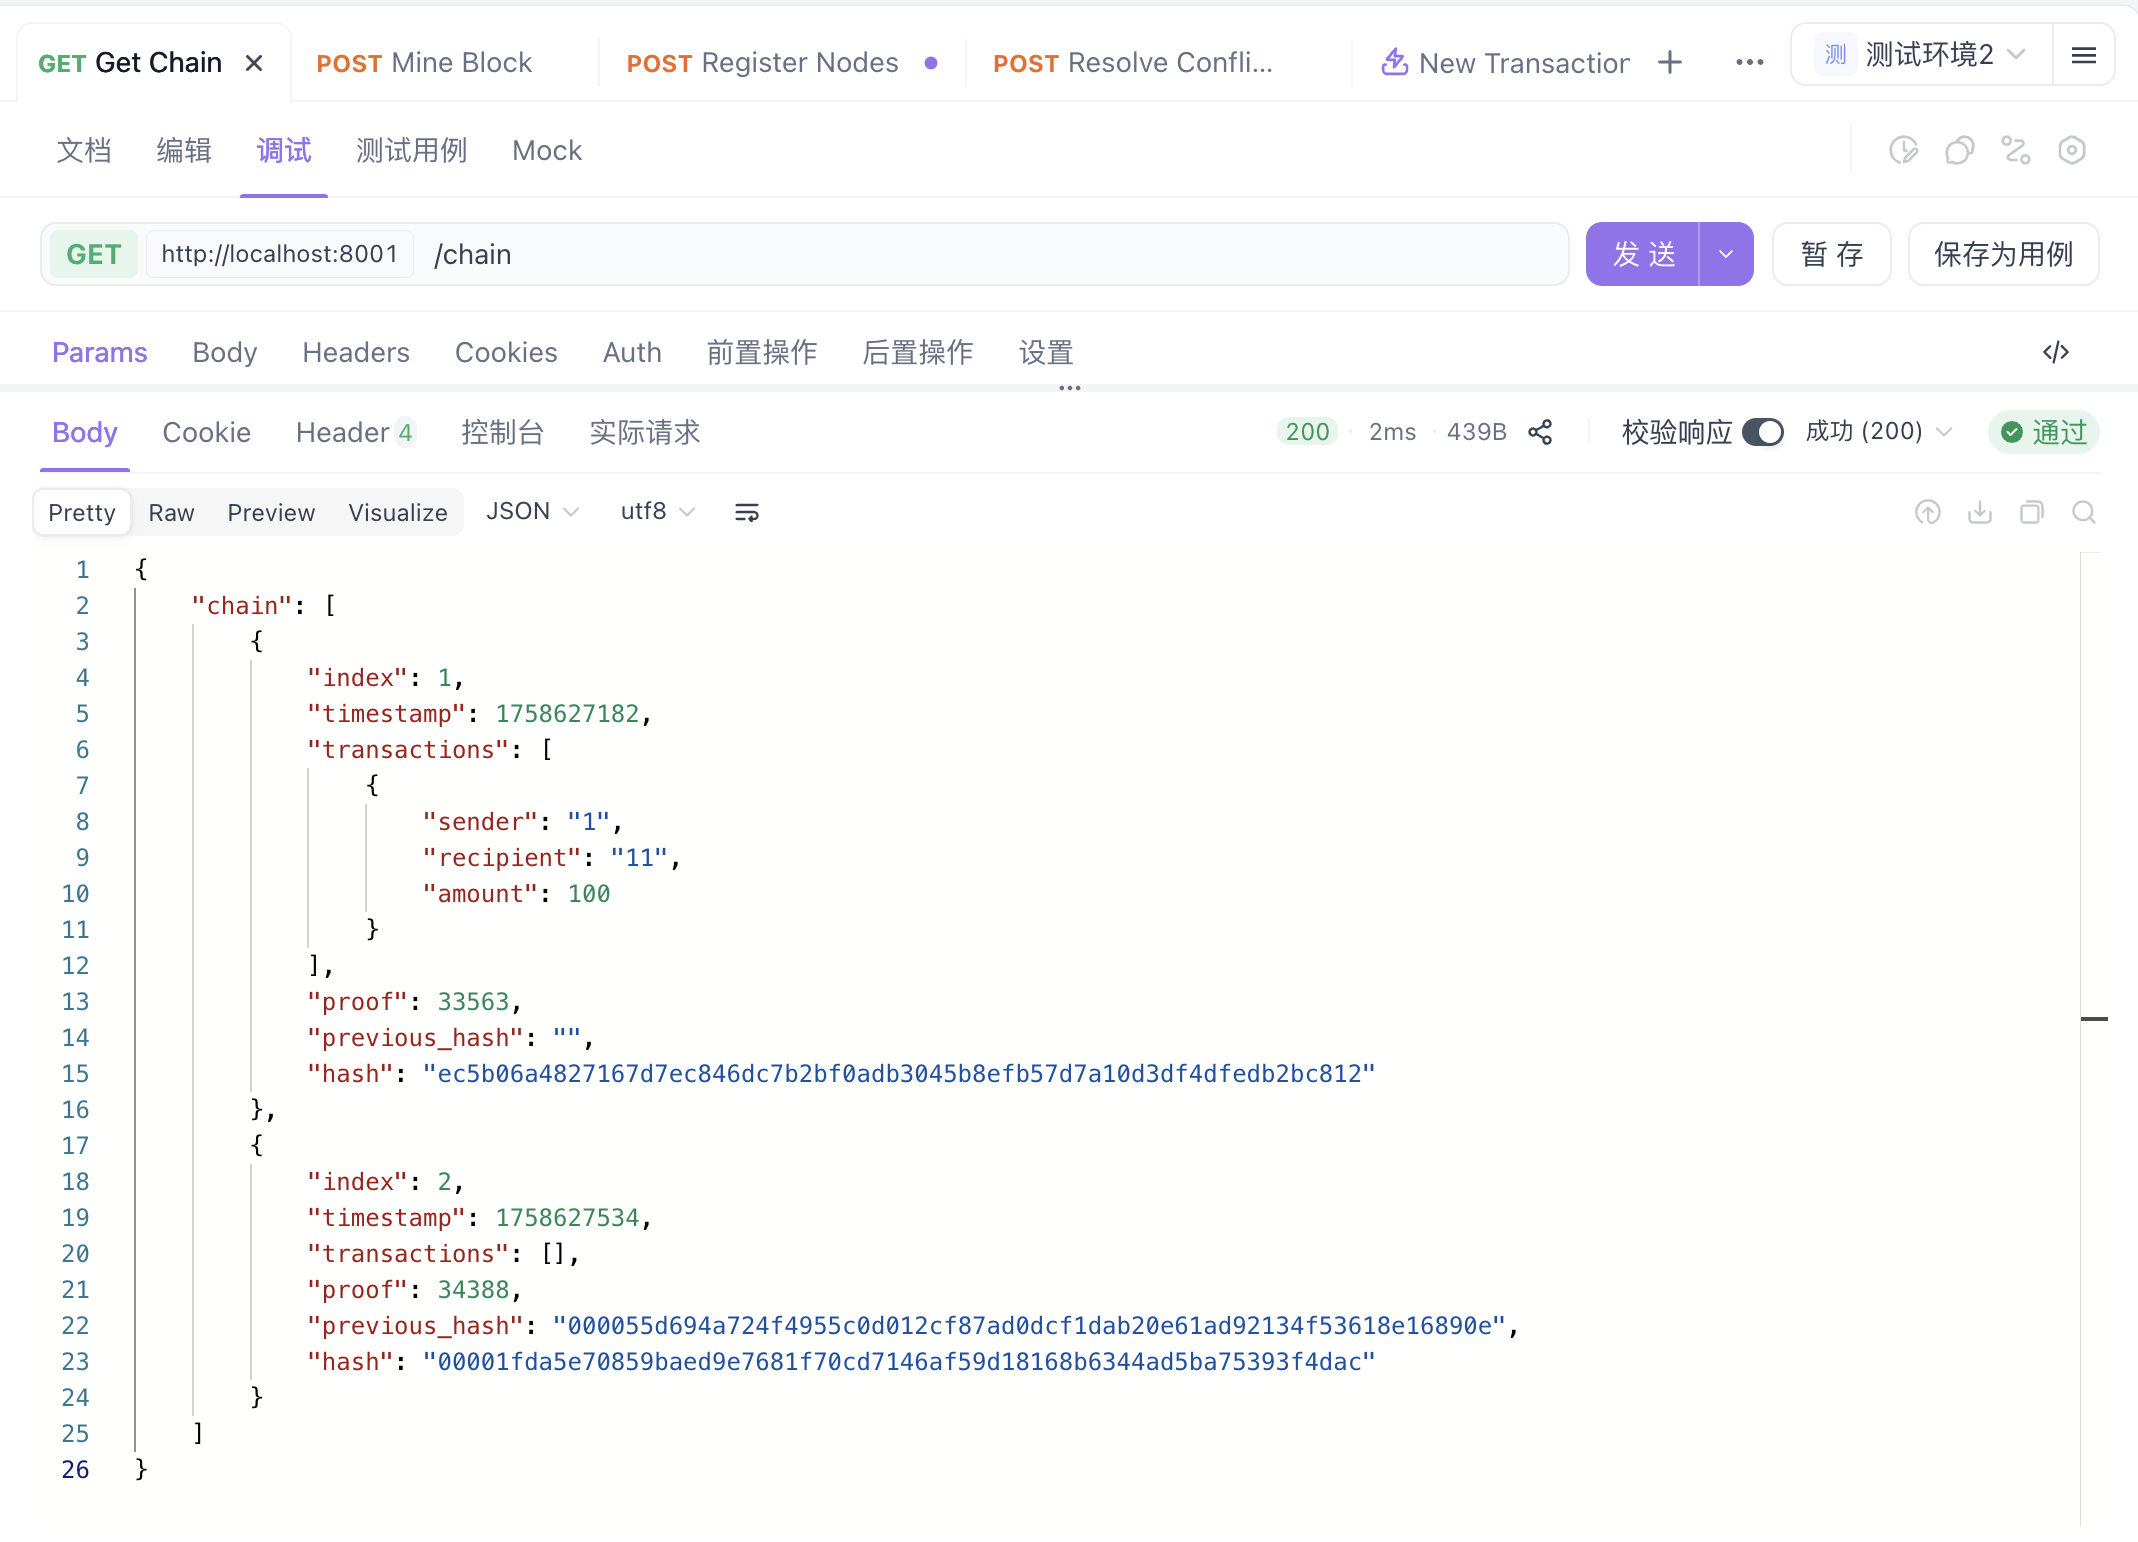 GET Get Chain
POST Mine Block
POST Register Nodes
POST Resolve Confli...
New Transaction
测 测试环境2
文档 编辑 调试 测试用例 Mock
GET http://localhost:8001 /chain 发 送 暂 存 保存为用例
Params Body Headers Cookies Auth 前置操作 后置操作 设置 </>
Body Cookie Header 4 控制台 实际请求 200 · 2ms · 439B 校验响应 成功 (200) 通过
Pretty Raw Preview Visualize JSON utf8
1 {
2 "chain": [
3 {
4 "index": 1,
5 "timestamp": 1758627182,
6 "transactions": [
7 {
8 "sender": "1",
9 "recipient": "11",
10 "amount": 100
11 }
12 ],
13 "proof": 33563,
14 "previous_hash": "",
15 "hash": "ec5b06a4827167d7ec846dc7b2bf0adb3045b8efb57d7a10d3df4dfedb2bc812"
16 },
17 {
18 "index": 2,
19 "timestamp": 1758627534,
20 "transactions": [],
21 "proof": 34388,
22 "previous_hash": "000055d694a724f4955c0d012cf87ad0dcf1dab20e61ad92134f53618e16890e",
23 "hash": "00001fda5e70859baed9e7681f70cd7146af59d18168b6344ad5ba75393f4dac"
24 }
25 ]
26 }